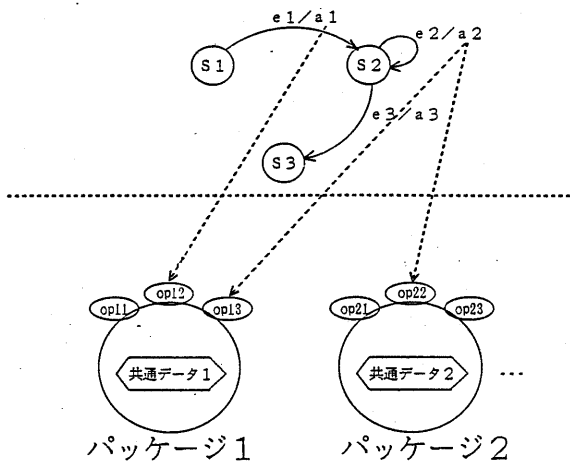 e1/a1
e2/a2
S1
S2
e3/a3
S3
op11
op12
op13
op21
op22
op23
共通データ1
共通データ2
...
パッケージ1
パッケージ2